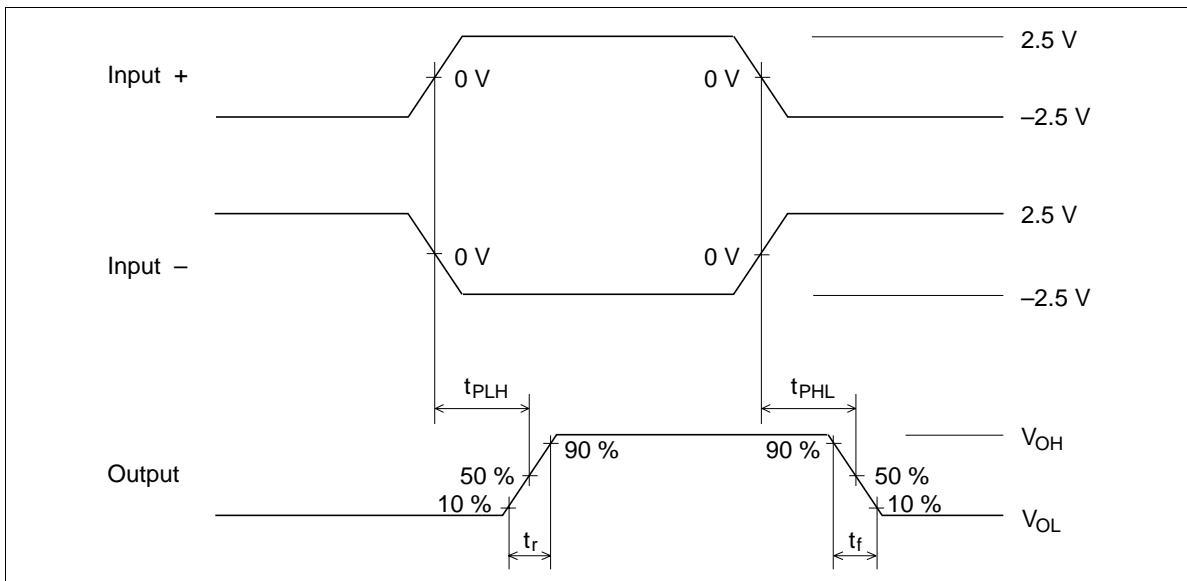 2.5 V
Input +
0 V 0 V
–2.5 V
2.5 V
0 V 0 V
Input –
–2.5 V
tPLH tPHL
VOH
90 % 90 %
Output 50 % 50 %
10 % 10 %
VOL
tr tf